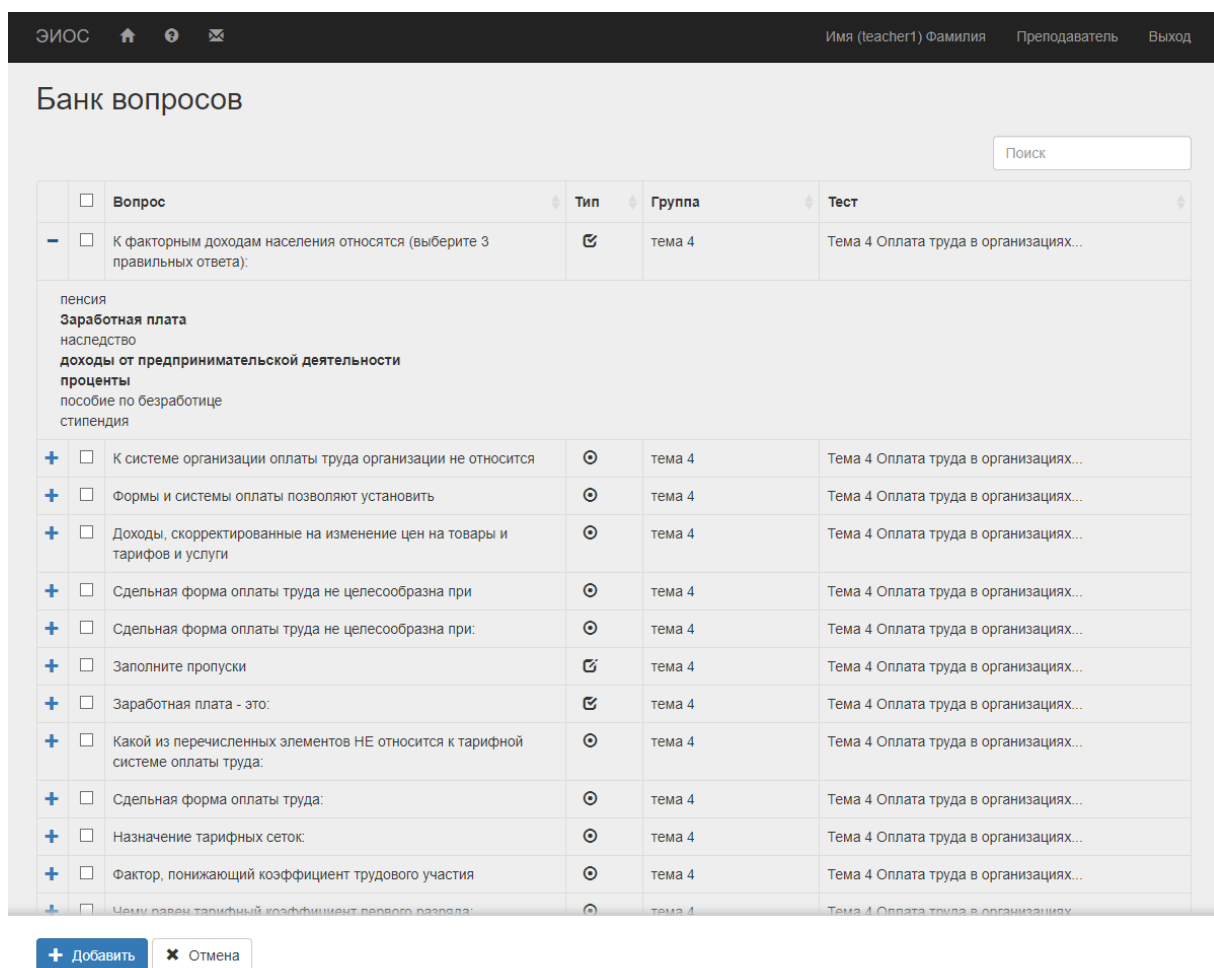 ЭИОС Имя (teacher1) Фамилия Преподаватель Выход
Банк вопросов
Поиск
Вопрос Тип Группа Тест
К факторным доходам населения относятся (выберите 3 тема 4 Тема 4 Оплата труда в организациях...
правильных ответа):
пенсия
Заработная плата
наследство
доходы от предпринимательской деятельности
проценты
пособие по безработице
стипендия
К системе организации оплаты труда организации не относится тема 4 Тема 4 Оплата труда в организациях...
Формы и системы оплаты позволяют установить тема 4 Тема 4 Оплата труда в организациях...
Доходы, скорректированные на изменение цен на товары и тема 4 Тема 4 Оплата труда в организациях...
тарифов и услуги
Сдельная форма оплаты труда не целесообразна при тема 4 Тема 4 Оплата труда в организациях...
Сдельная форма оплаты труда не целесообразна при: тема 4 Тема 4 Оплата труда в организациях...
Заполните пропуски тема 4 Тема 4 Оплата труда в организациях...
Заработная плата - это: тема 4 Тема 4 Оплата труда в организациях...
Какой из перечисленных элементов НЕ относится к тарифной тема 4 Тема 4 Оплата труда в организациях...
системе оплаты труда:
Сдельная форма оплаты труда: тема 4 Тема 4 Оплата труда в организациях...
Назначение тарифных сеток: тема 4 Тема 4 Оплата труда в организациях...
Фактор, понижающий коэффициент трудового участия тема 4 Тема 4 Оплата труда в организациях...
Чему равен тарифный коэффициент первого разряда: тема 4 Тема 4 Оплата труда в организациях...
Добавить Отмена